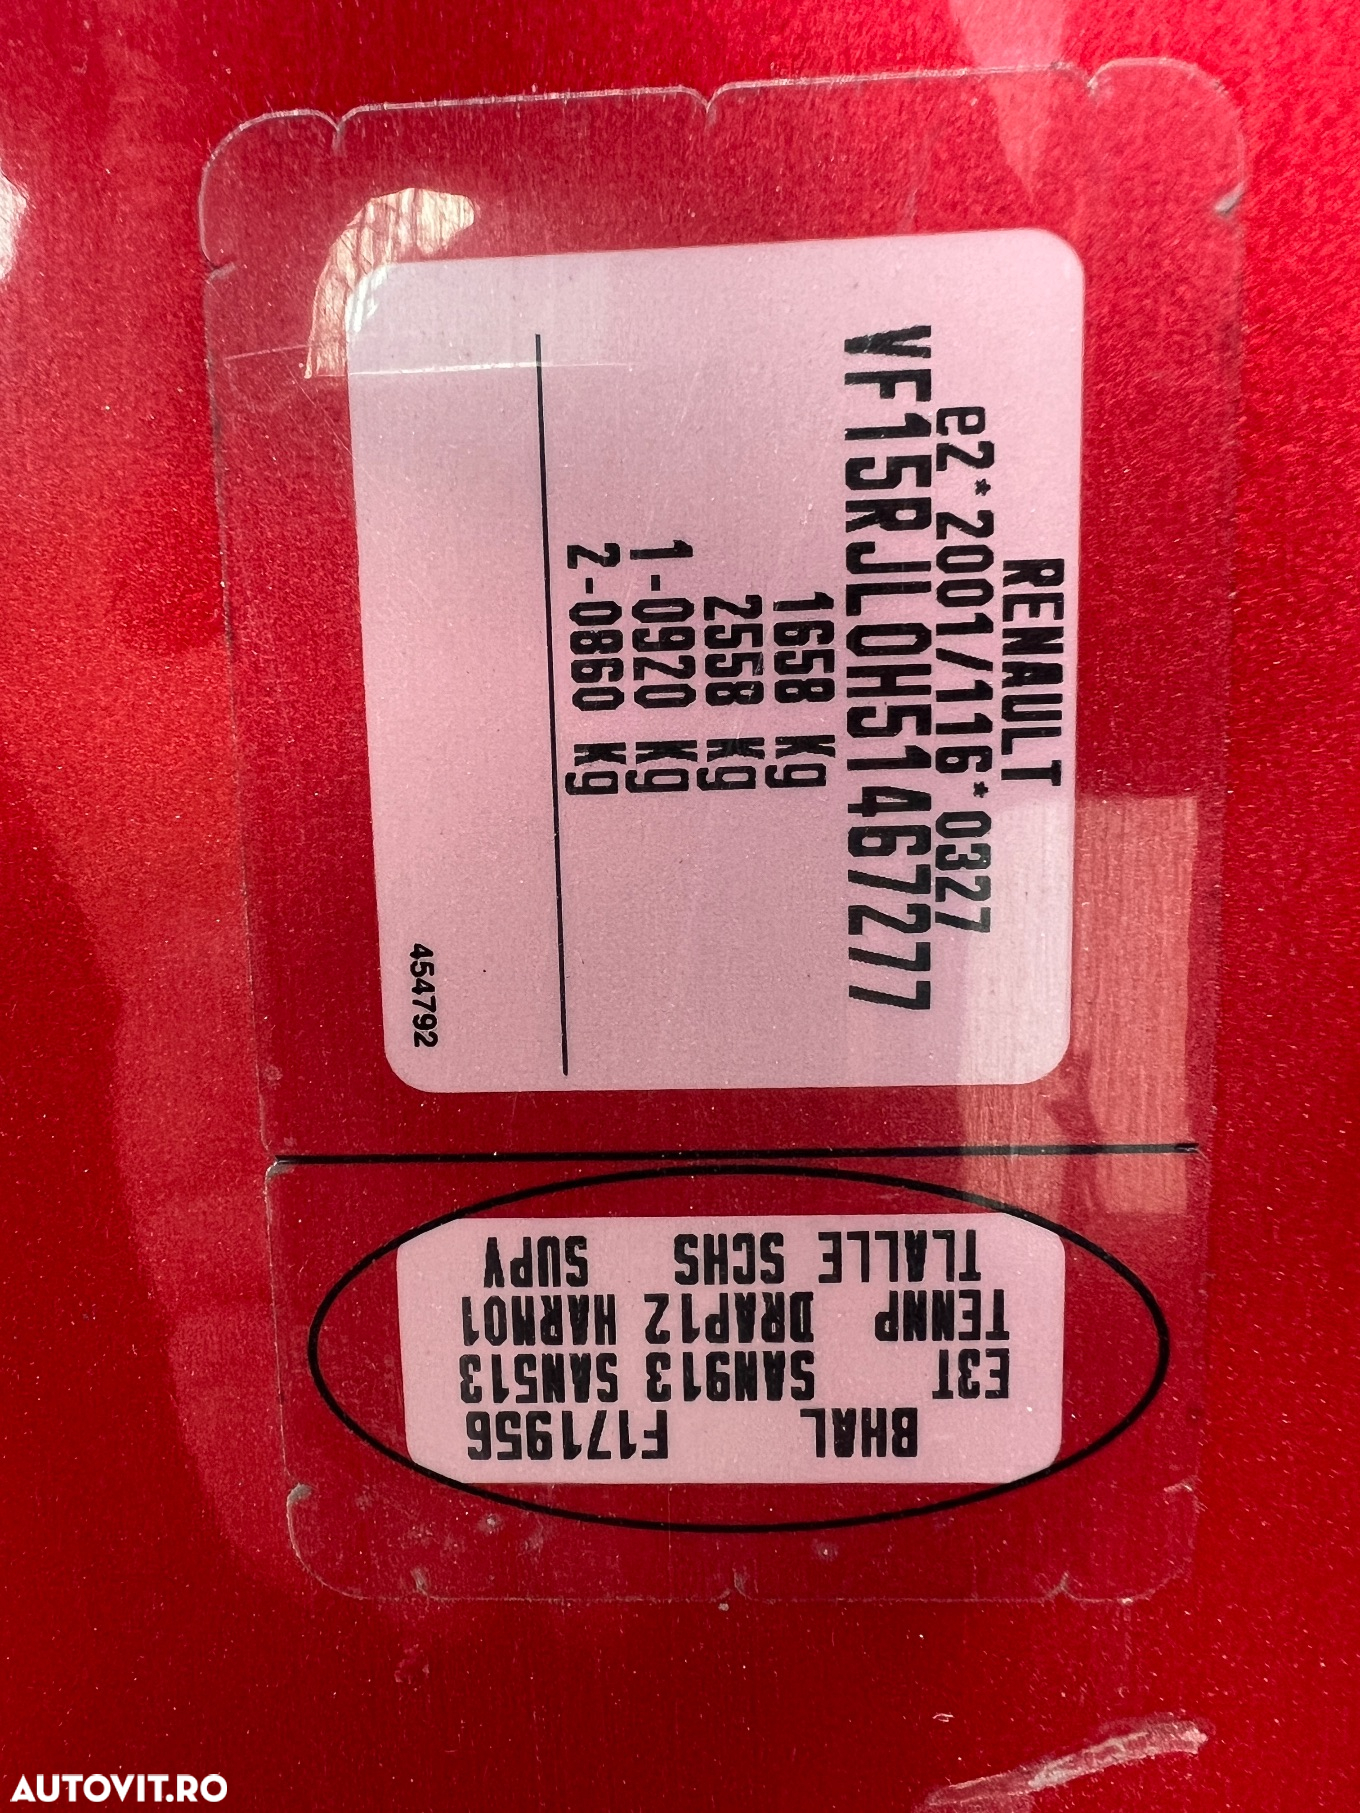 RENAULT
e2*2001/116*0327
VF15RJL0H51467277
1658 kg
2558 kg
1-0920 kg
2-0860 kg
454792
BHAL F171956
E3T SAN913 SAN513
TENNP DRAP12 HARN01
TLALLE SCHS SUPY
AUTOVIT.RO